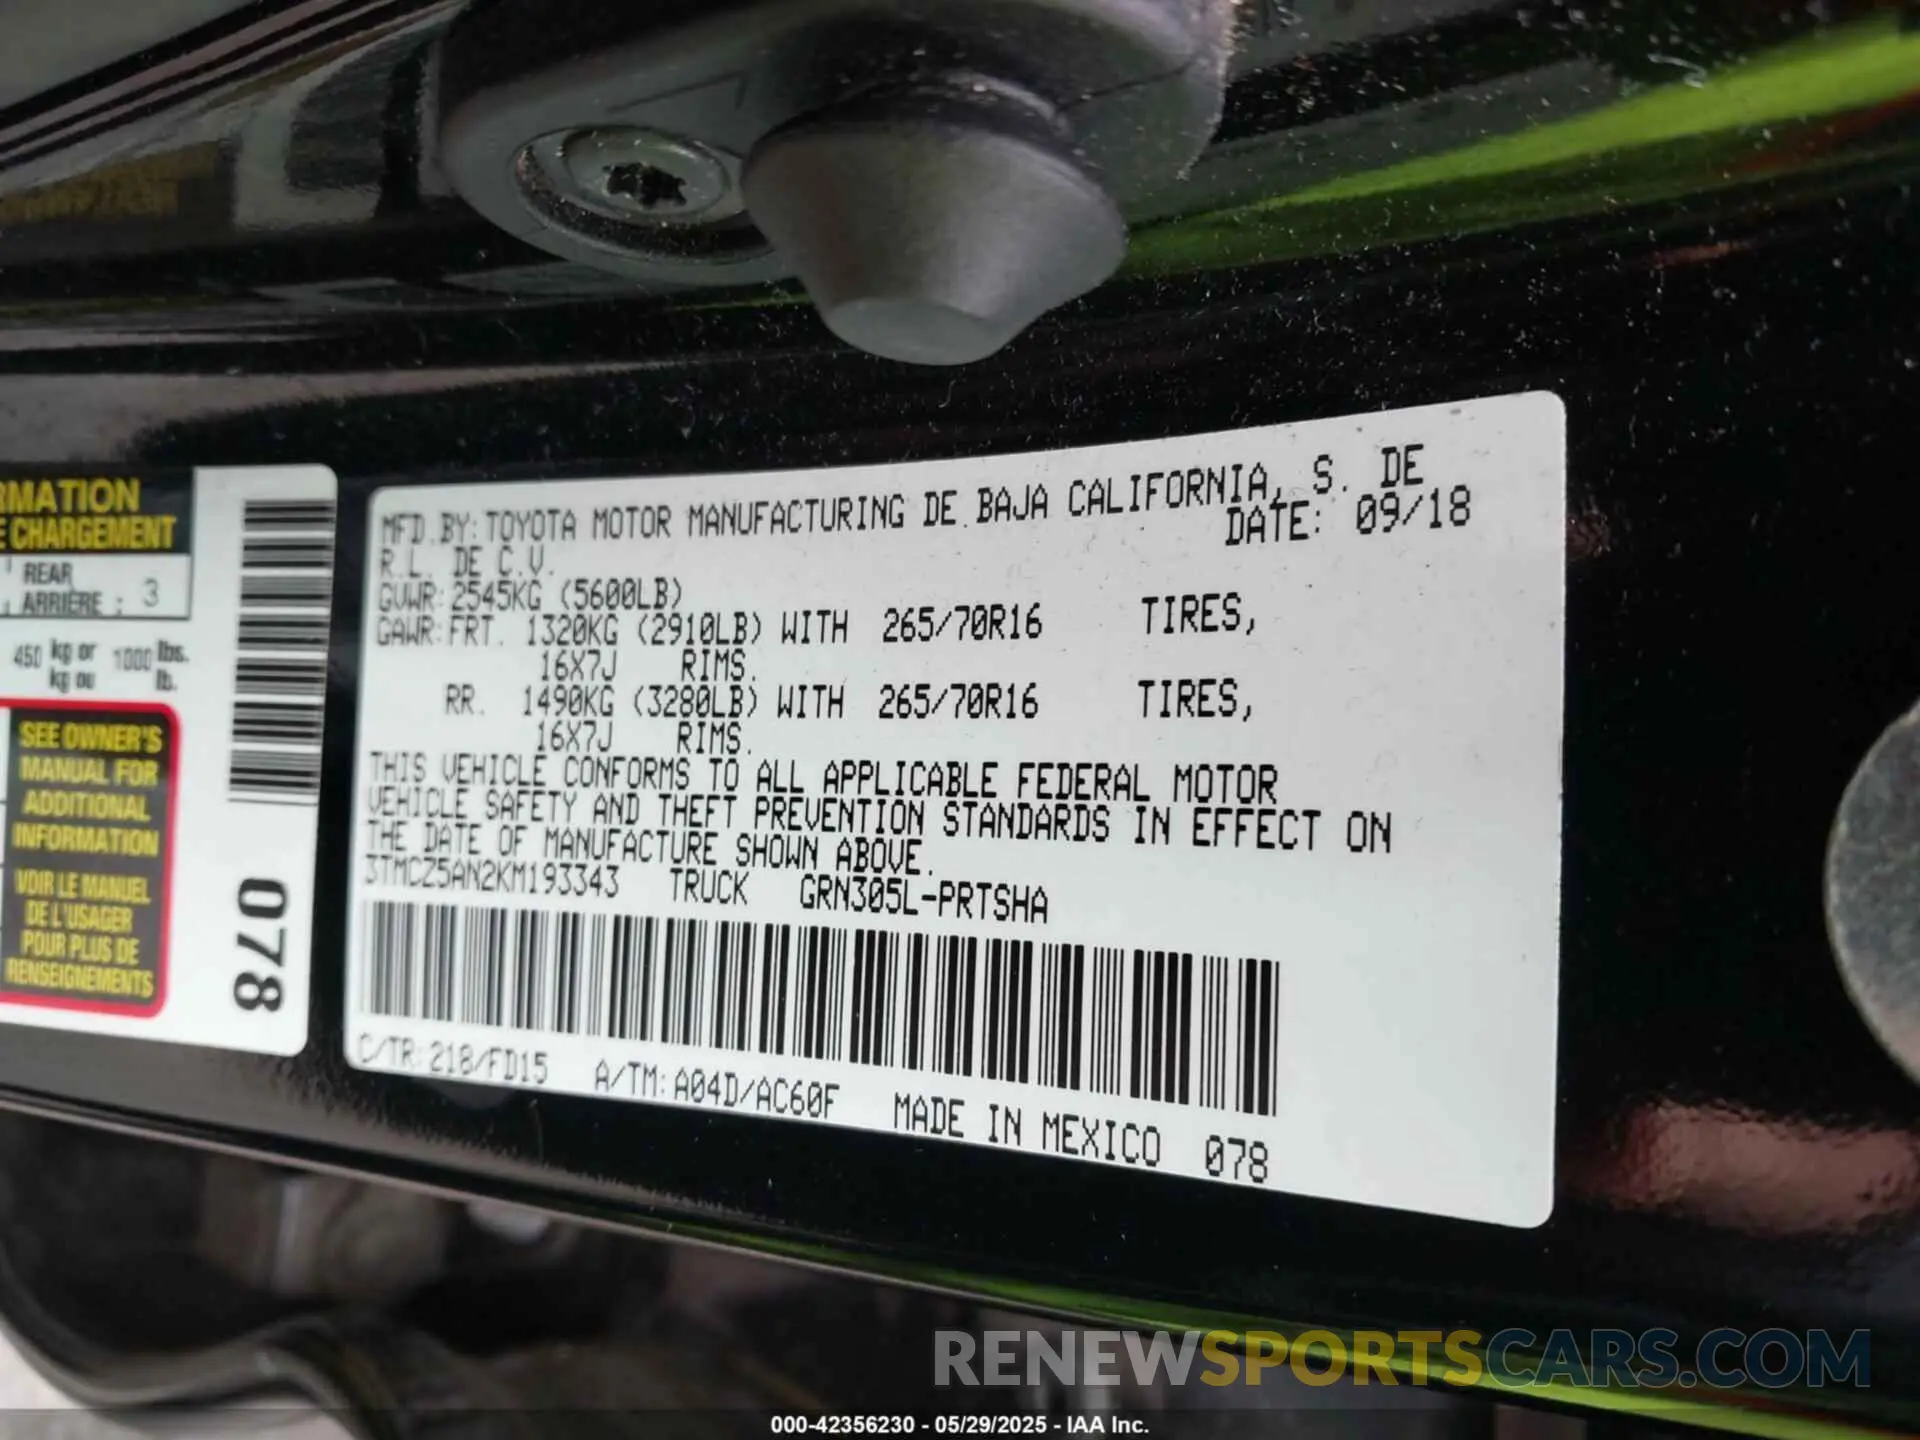 RMATION
E CHARGEMENT
REAR
ARRIÈRE : 3
450 kg or 1000 lbs.
kg ou lb.
SEE OWNER'S
MANUAL FOR
ADDITIONAL
INFORMATION
VOIR LE MANUEL
DE L'USAGER
POUR PLUS DE
RENSEIGNEMENTS
078
MFD.BY:TOYOTA MOTOR MANUFACTURING DE BAJA CALIFORNIA, S. DE
R.L. DE C.V. DATE: 09/18
GVWR:2545KG (5600LB)
GAWR:FRT. 1320KG (2910LB) WITH 265/70R16 TIRES,
16X7J RIMS.
RR. 1490KG (3280LB) WITH 265/70R16 TIRES,
16X7J RIMS.
THIS VEHICLE CONFORMS TO ALL APPLICABLE FEDERAL MOTOR
VEHICLE SAFETY AND THEFT PREVENTION STANDARDS IN EFFECT ON
THE DATE OF MANUFACTURE SHOWN ABOVE.
3TMCZ5AN2KM193343 TRUCK GRN305L-PRTSHA
C/TR:218/FD15 A/TM:A04D/AC60F MADE IN MEXICO 078
RENEWSPORTSCARS.COM
000-42356230 - 05/29/2025 - IAA Inc.